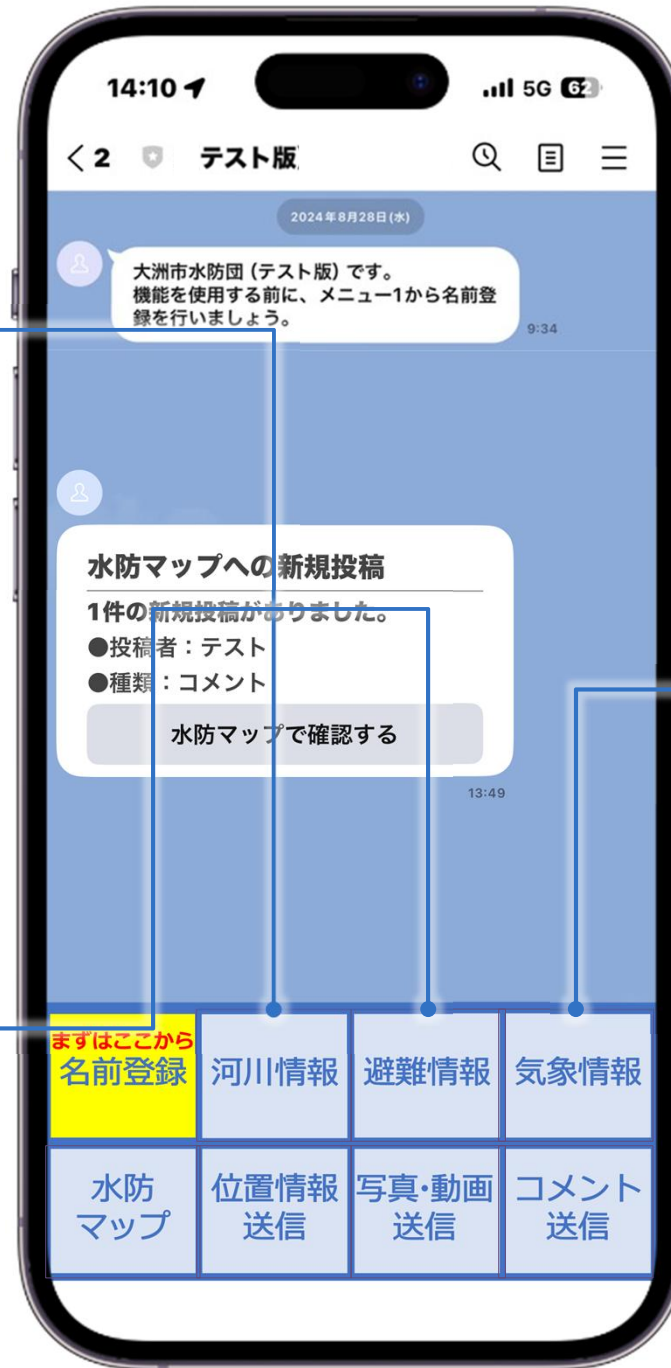 14:10
5G 62
2 テスト版
2024年8月28日(水)
大洲市水防団 (テスト版) です。
機能を使用する前に、メニュー1から名前登
録を行いましょう。
9:34
水防マップへの新規投稿
1件の新規投稿がありました。
●投稿者：テスト
●種類：コメント
水防マップで確認する
13:49
まずはここから
名前登録
河川情報
避難情報
気象情報
水防
マップ
位置情報
送信
写真・動画
送信
コメント
送信